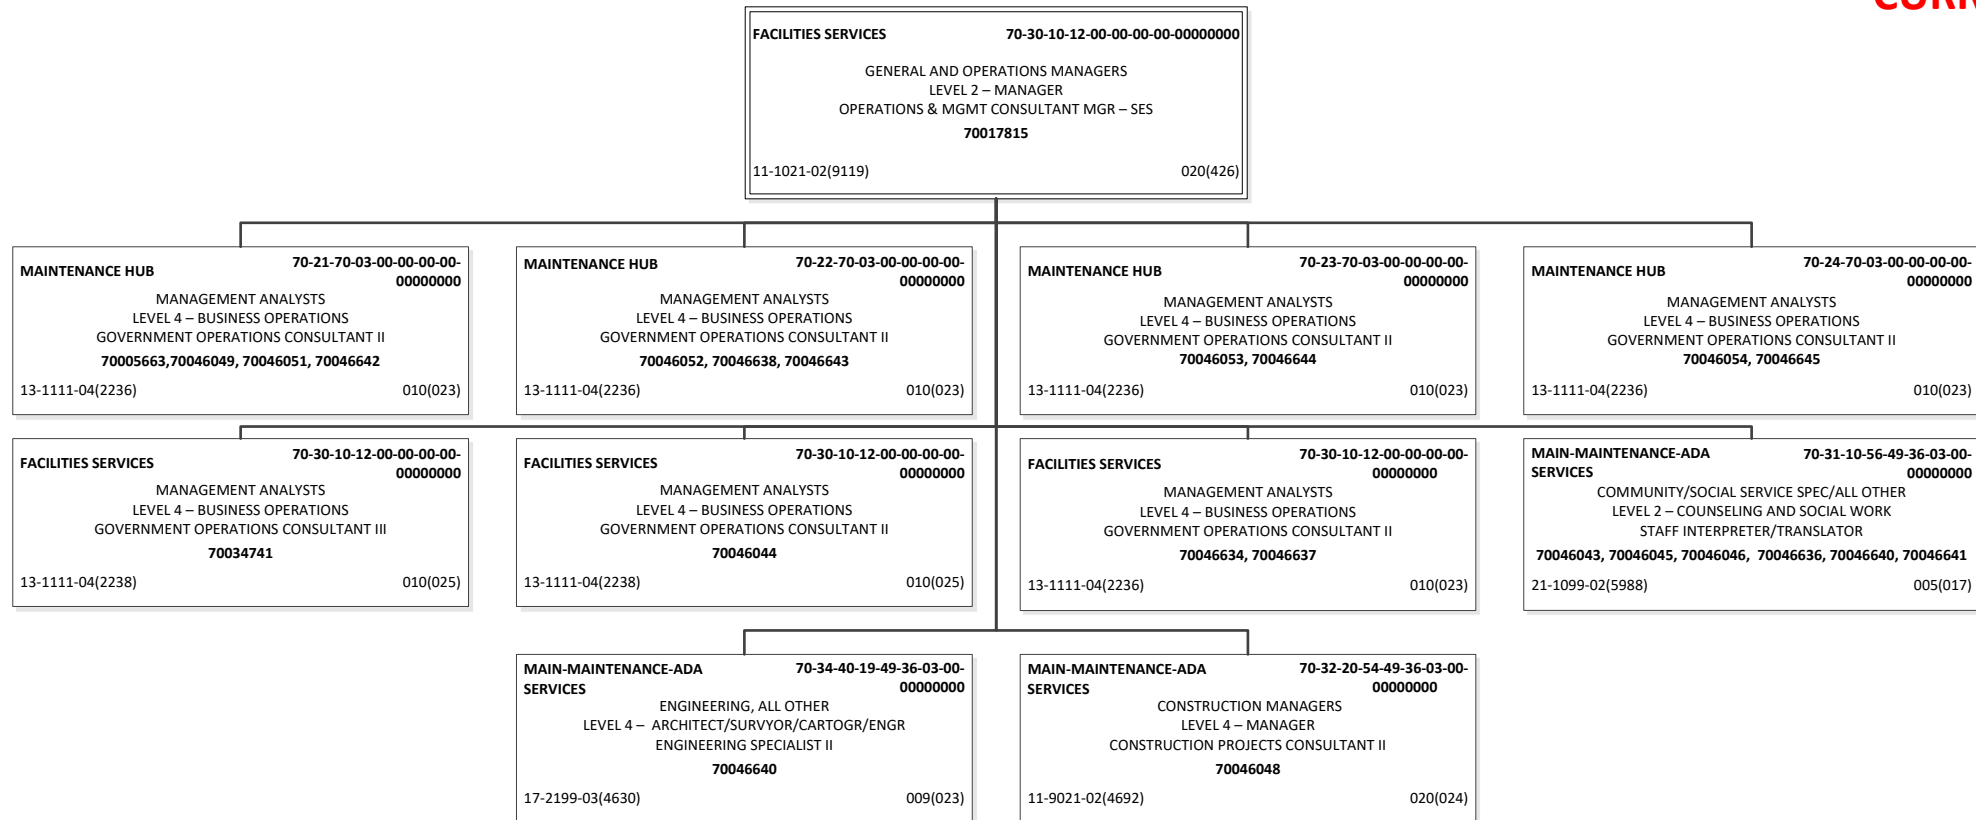 FACILITIES SERVICES 70-30-10-12-00-00-00-00-00000000
GENERAL AND OPERATIONS MANAGERS
LEVEL 2 – MANAGER
OPERATIONS & MGMT CONSULTANT MGR – SES
70017815
11-1021-02(9119) 020(426)
MAINTENANCE HUB 70-21-70-03-00-00-00-00-
00000000
MANAGEMENT ANALYSTS
LEVEL 4 – BUSINESS OPERATIONS
GOVERNMENT OPERATIONS CONSULTANT II
70005663,70046049, 70046051, 70046642
13-1111-04(2236) 010(023)
MAINTENANCE HUB 70-22-70-03-00-00-00-00-
00000000
MANAGEMENT ANALYSTS
LEVEL 4 – BUSINESS OPERATIONS
GOVERNMENT OPERATIONS CONSULTANT II
70046052, 70046638, 70046643
13-1111-04(2236) 010(023)
MAINTENANCE HUB 70-23-70-03-00-00-00-00-
00000000
MANAGEMENT ANALYSTS
LEVEL 4 – BUSINESS OPERATIONS
GOVERNMENT OPERATIONS CONSULTANT II
70046053, 70046644
13-1111-04(2236) 010(023)
MAINTENANCE HUB 70-24-70-03-00-00-00-00-
00000000
MANAGEMENT ANALYSTS
LEVEL 4 – BUSINESS OPERATIONS
GOVERNMENT OPERATIONS CONSULTANT II
70046054, 70046645
13-1111-04(2236) 010(023)
FACILITIES SERVICES 70-30-10-12-00-00-00-00-
00000000
MANAGEMENT ANALYSTS
LEVEL 4 – BUSINESS OPERATIONS
GOVERNMENT OPERATIONS CONSULTANT III
70034741
13-1111-04(2238) 010(025)
FACILITIES SERVICES 70-30-10-12-00-00-00-00-
00000000
MANAGEMENT ANALYSTS
LEVEL 4 – BUSINESS OPERATIONS
GOVERNMENT OPERATIONS CONSULTANT II
70046044
13-1111-04(2238) 010(025)
FACILITIES SERVICES 70-30-10-12-00-00-00-00-
00000000
MANAGEMENT ANALYSTS
LEVEL 4 – BUSINESS OPERATIONS
GOVERNMENT OPERATIONS CONSULTANT II
70046634, 70046637
13-1111-04(2236) 010(023)
MAIN-MAINTENANCE-ADA 70-31-10-56-49-36-03-00-
SERVICES 00000000
COMMUNITY/SOCIAL SERVICE SPEC/ALL OTHER
LEVEL 2 – COUNSELING AND SOCIAL WORK
STAFF INTERPRETER/TRANSLATOR
70046043, 70046045, 70046046, 70046636, 70046640, 70046641
21-1099-02(5988) 005(017)
MAIN-MAINTENANCE-ADA 70-34-40-19-49-36-03-00-
SERVICES 00000000
ENGINEERING, ALL OTHER
LEVEL 4 – ARCHITECT/SURVYOR/CARTOGR/ENGR
ENGINEERING SPECIALIST II
70046640
17-2199-03(4630) 009(023)
MAIN-MAINTENANCE-ADA 70-32-20-54-49-36-03-00-
SERVICES 00000000
CONSTRUCTION MANAGERS
LEVEL 4 – MANAGER
CONSTRUCTION PROJECTS CONSULTANT II
70046048
11-9021-02(4692) 020(024)